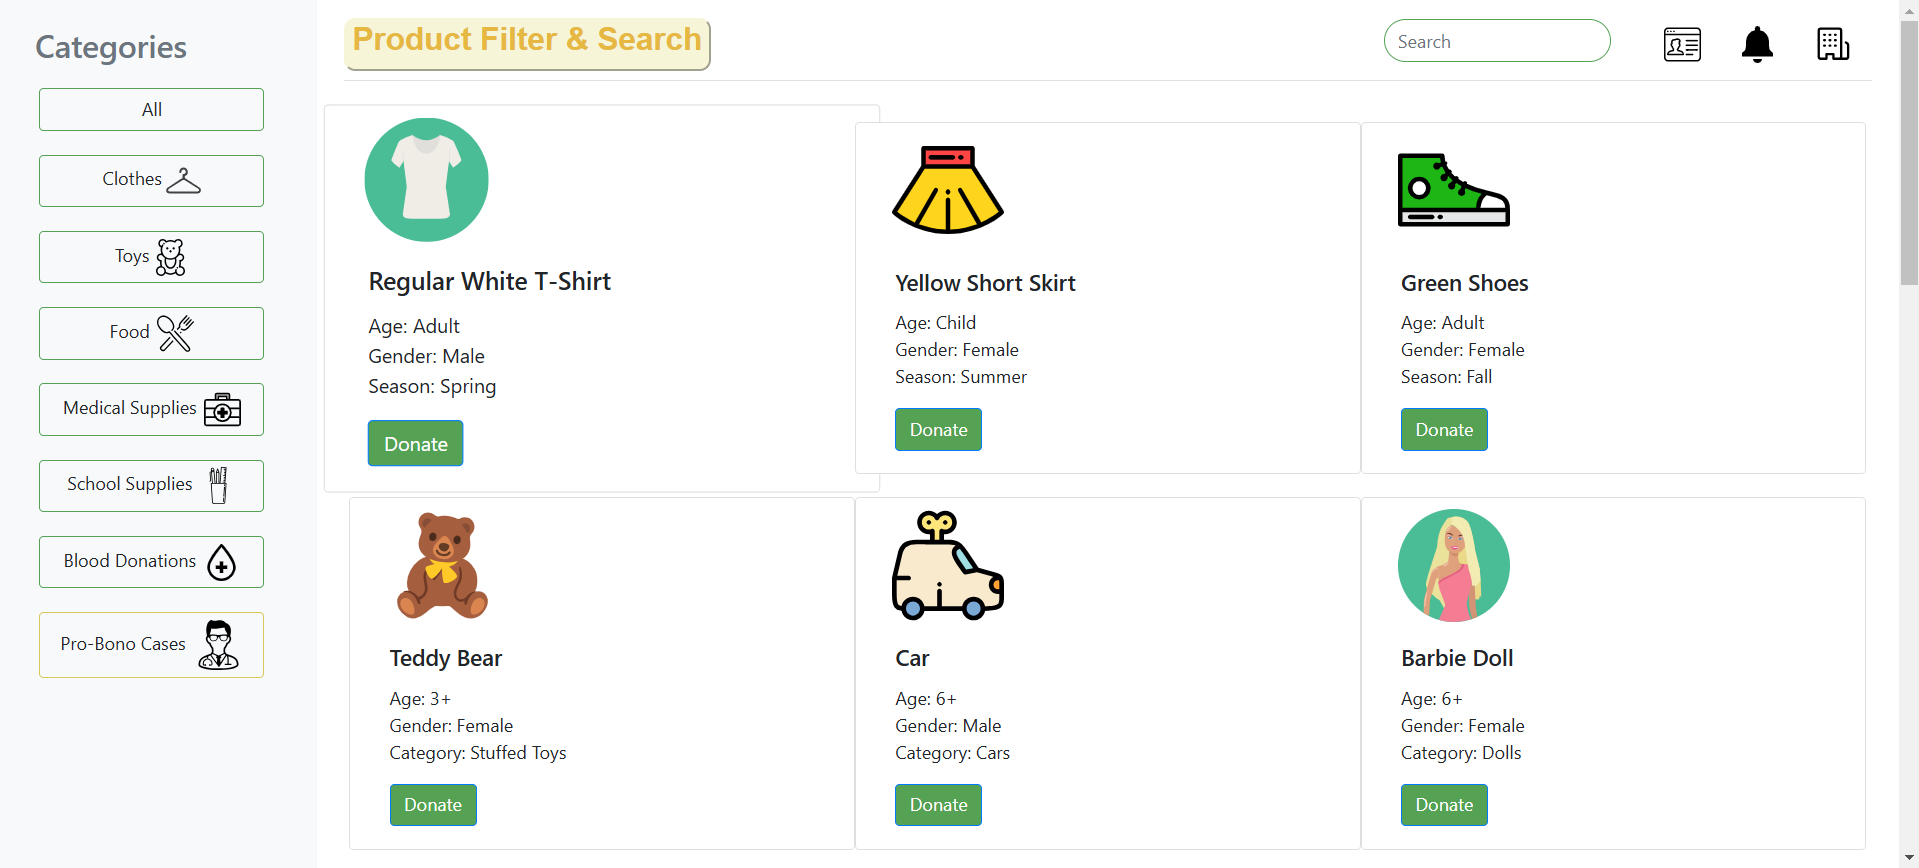 Categories
All
Clothes
Toys
Food
Medical Supplies
School Supplies
Blood Donations
Pro-Bono Cases
Product Filter & Search
Search
Regular White T-Shirt
Age: Adult
Gender: Male
Season: Spring
Donate
Yellow Short Skirt
Age: Child
Gender: Female
Season: Summer
Donate
Green Shoes
Age: Adult
Gender: Female
Season: Fall
Donate
Teddy Bear
Age: 3+
Gender: Female
Category: Stuffed Toys
Donate
Car
Age: 6+
Gender: Male
Category: Cars
Donate
Barbie Doll
Age: 6+
Gender: Female
Category: Dolls
Donate